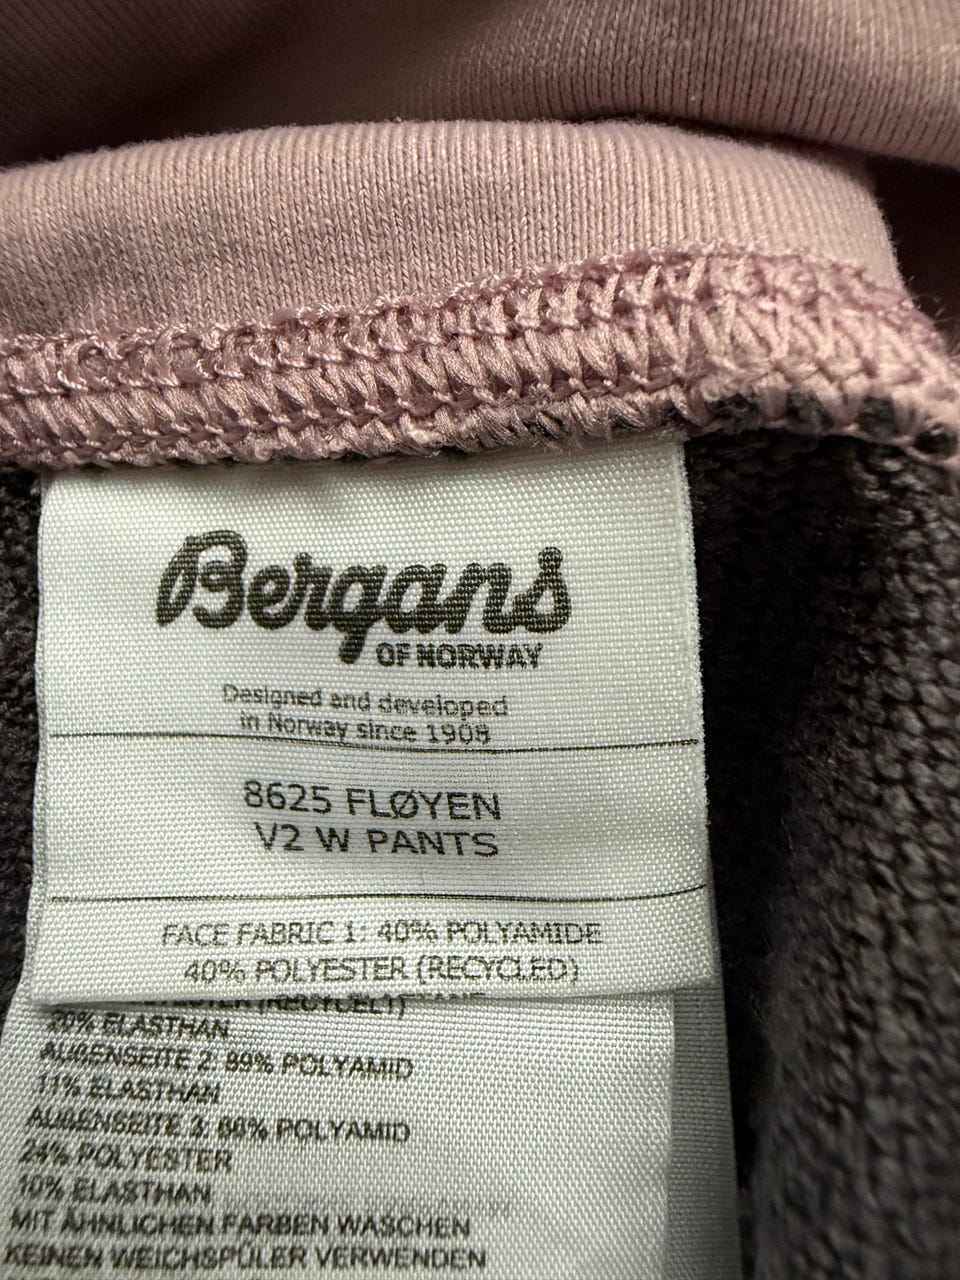 Bergans
OF NORWAY
Designed and developed
in Norway since 1908
8625 FLØYEN
V2 W PANTS
FACE FABRIC 1: 40% POLYAMIDE
40% POLYESTER (RECYCLED)
20% ELASTHAN
AUßENSEITE 2: 89% POLYAMID
11% ELASTHAN
AUßENSEITE 3: 66% POLYAMID
24% POLYESTER
10% ELASTHAN
MIT ÄHNLICHEN FARBEN WASCHEN
KEINEN WEICHSPÜLER VERWENDEN